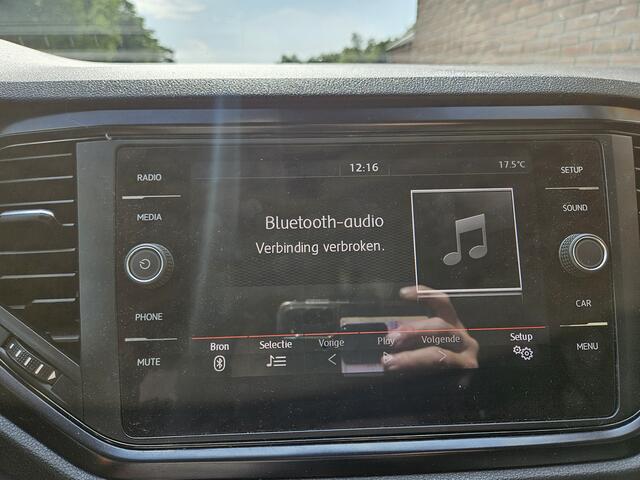 12:16 17.5°C
RADIO
MEDIA
PHONE
MUTE
Bluetooth-audio
Verbinding verbroken.
Bron Selectie Vorige Play Volgende Setup
SETUP
SOUND
CAR
MENU